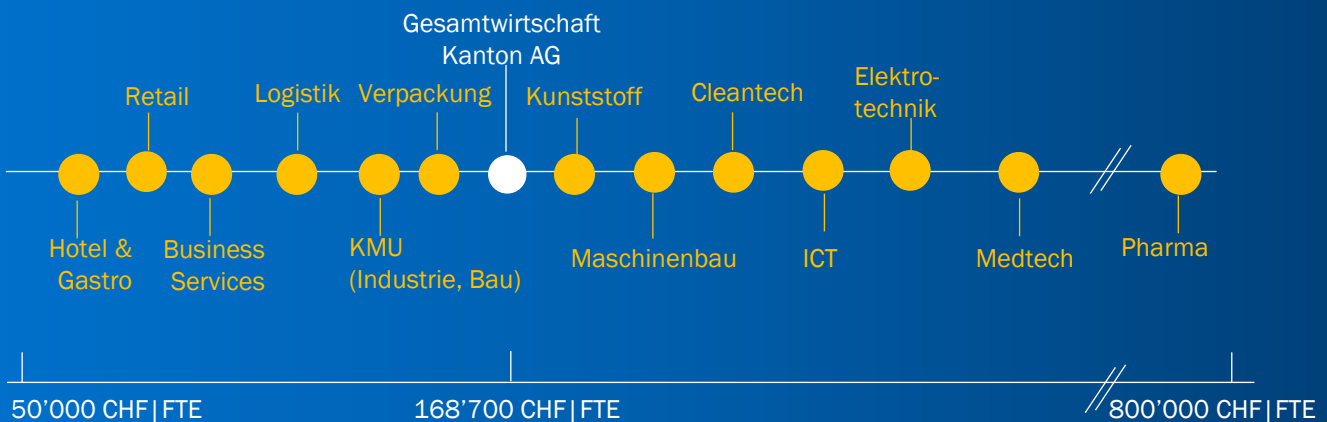 Gesamtwirtschaft
Kanton AG
Retail
Logistik
Verpackung
Kunststoff
Cleantech
Elektro-
technik
Hotel &
Gastro
Business
Services
KMU
(Industrie, Bau)
Maschinenbau
ICT
Medtech
Pharma
50'000 CHF|FTE
168'700 CHF|FTE
800'000 CHF|FTE